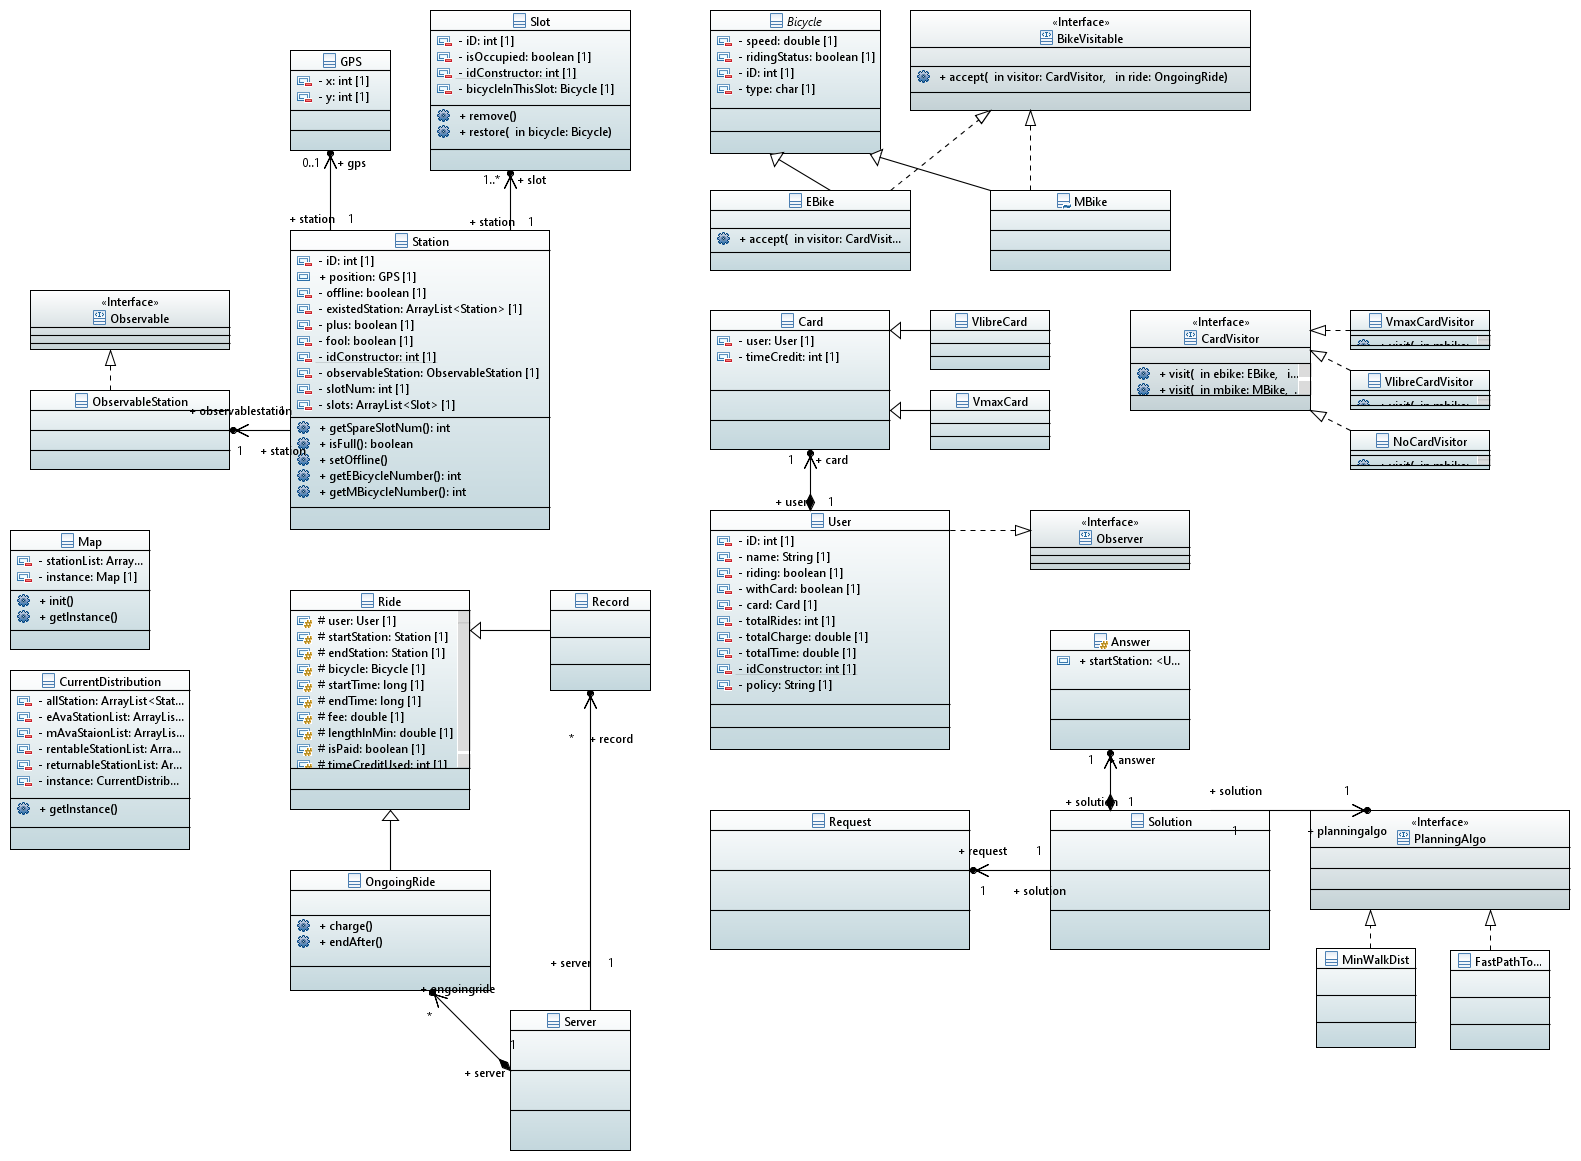 Slot
- iD: int [1]
- isOccupied: boolean [1]
- idConstructor: int [1]
- bicycleInThisSlot: Bicycle [1]
+ remove()
+ restore( in bicycle: Bicycle)
GPS
- x: int [1]
- y: int [1]
0..1
+ gps
1..*
+ slot
+ station 1
+ station 1
Station
- iD: int [1]
+ position: GPS [1]
- offline: boolean [1]
- existedStation: ArrayList<Station> [1]
- plus: boolean [1]
- fool: boolean [1]
- idConstructor: int [1]
- observableStation: ObservableStation [1]
- slotNum: int [1]
- slots: ArrayList<Slot> [1]
+ getSpareSlotNum(): int
+ isFull(): boolean
+ setOffline()
+ getEBicycleNumber(): int
+ getMBicycleNumber(): int
«Interface»
Observable
ObservableStation
+ observablestation
1
1
+ station
Bicycle
- speed: double [1]
- ridingStatus: boolean [1]
- iD: int [1]
- type: char [1]
«Interface»
BikeVisitable
+ accept( in visitor: CardVisitor, in ride: OngoingRide)
EBike
+ accept( in visitor: CardVisit...
MBike
Card
- user: User [1]
- timeCredit: int [1]
VlibreCard
VmaxCard
«Interface»
CardVisitor
+ visit( in ebike: EBike, i...
+ visit( in mbike: MBike, .
VmaxCardVisitor
+ visit( in mbike:
VlibreCardVisitor
+ visit( in mbike:
NoCardVisitor
+ visit( in mbike:
1
+ card
+ user
1
User
- iD: int [1]
- name: String [1]
- riding: boolean [1]
- withCard: boolean [1]
- card: Card [1]
- totalRides: int [1]
- totalCharge: double [1]
- totalTime: double [1]
- idConstructor: int [1]
- policy: String [1]
«Interface»
Observer
Map
- stationList: Array...
- instance: Map [1]
+ init()
+ getInstance()
CurrentDistribution
- allStation: ArrayList<Stat...
- eAvaStationList: ArrayLis...
- mAvaStaionList: ArrayLis...
- rentableStationList: Arra...
- returnableStationList: Ar...
- instance: CurrentDistrib...
+ getInstance()
Ride
# user: User [1]
# startStation: Station [1]
# endStation: Station [1]
# bicycle: Bicycle [1]
# startTime: long [1]
# endTime: long [1]
# fee: double [1]
# lengthInMin: double [1]
# isPaid: boolean [1]
# timeCreditUsed: int [1]
Record
*
+ record
+ server 1
OngoingRide
+ charge()
+ endAfter()
+ ongoingride
*
1
+ server
Server
Answer
+ startStation: <U...
1
+ answer
+ solution 1
+ solution
1
1
+ planningalgo
Request
+ request
1
1
+ solution
Solution
«Interface»
PlanningAlgo
MinWalkDist
FastPathTo...